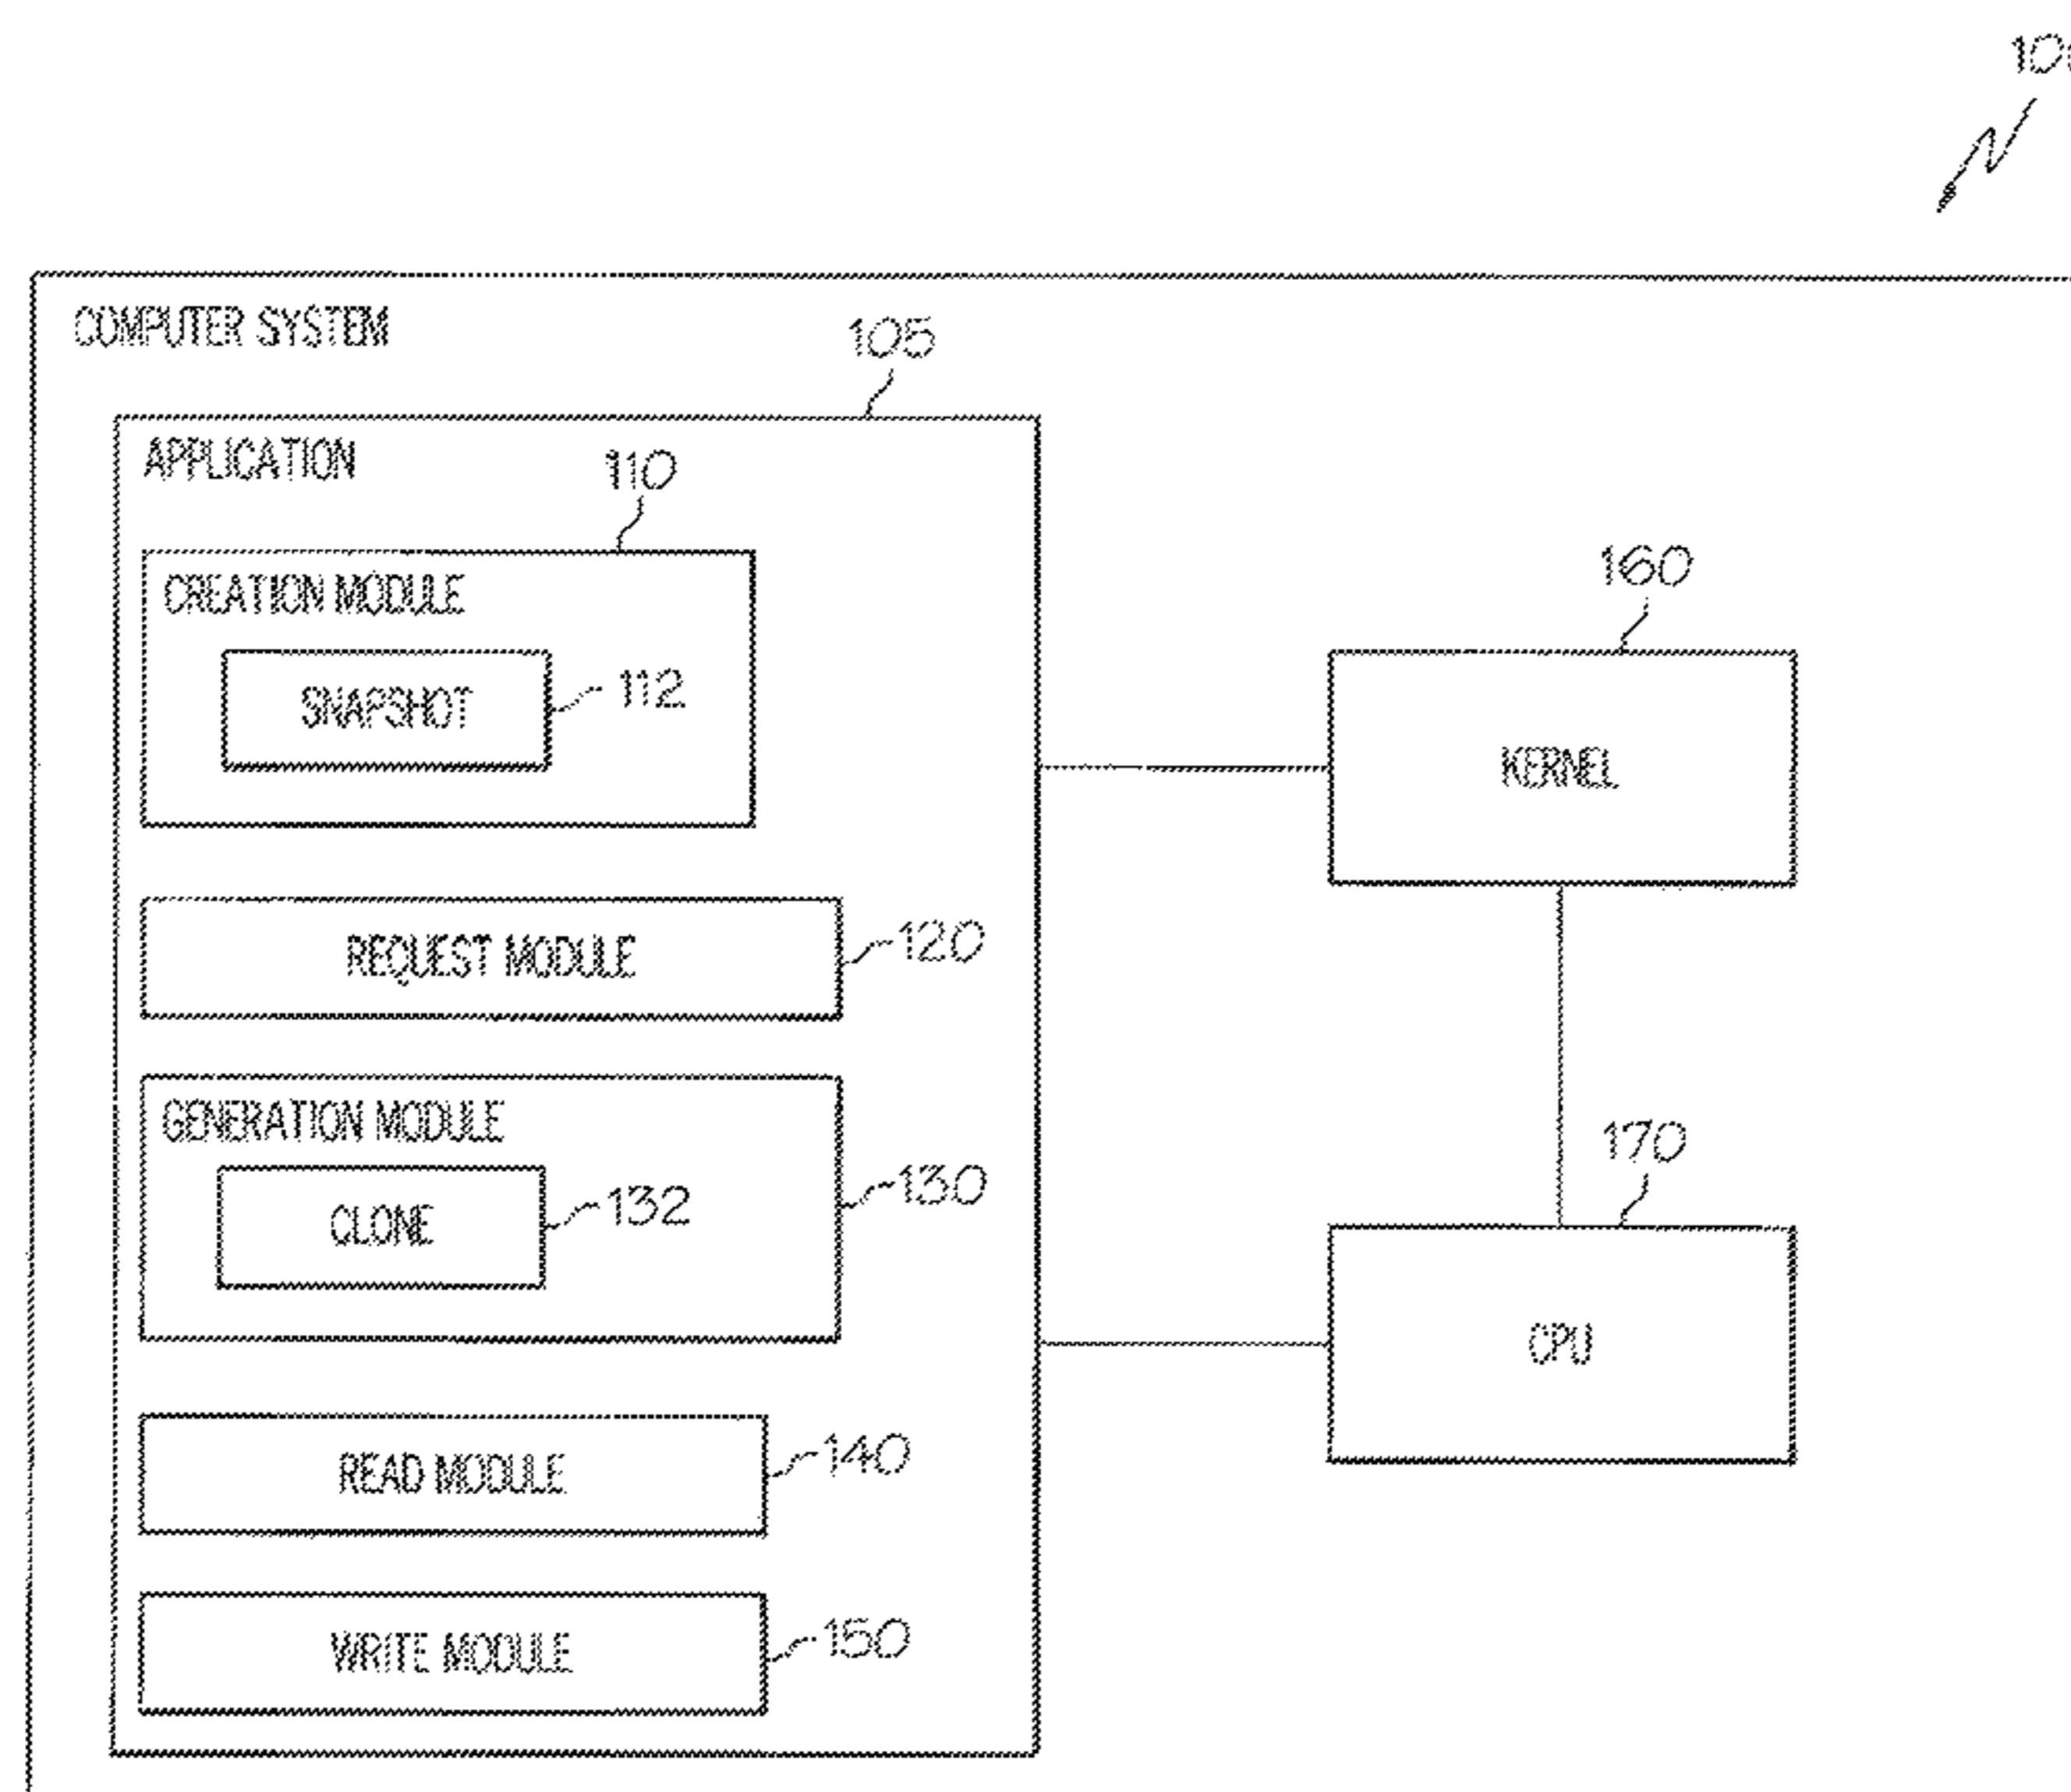 COMPUTER SYSTEM
105
APPLICATION
110
CREATION MODULE
SNAPSHOT
112
160
KERNEL
REQUEST MODULE
120
GENERATION MODULE
130
CLONE
132
170
CPU
READ MODULE
140
WRITE MODULE
150